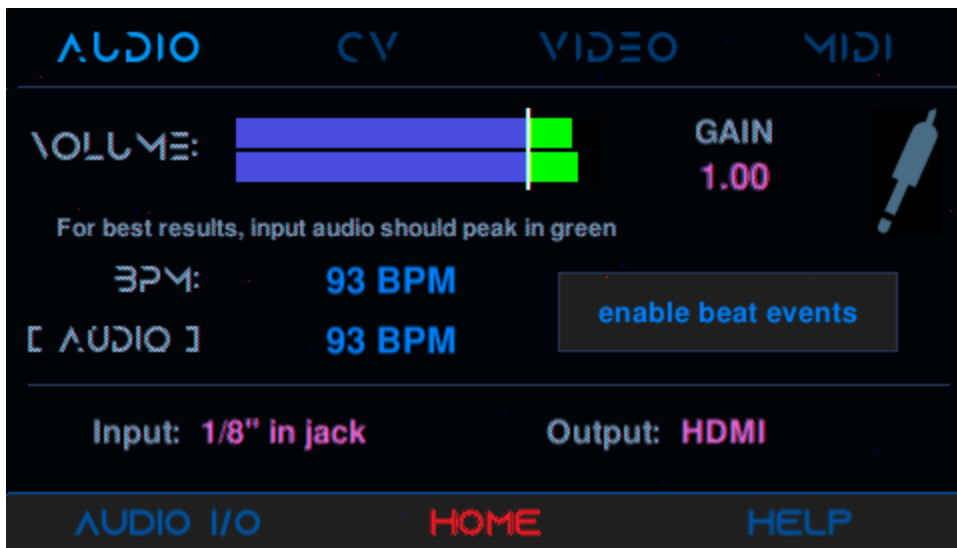 AUDIO CV VIDEO MIDI
VOLUME: GAIN
1.00
For best results, input audio should peak in green
BPM: 93 BPM
enable beat events
[ AUDIO ] 93 BPM
Input: 1/8" in jack Output: HDMI
AUDIO I/O HOME HELP